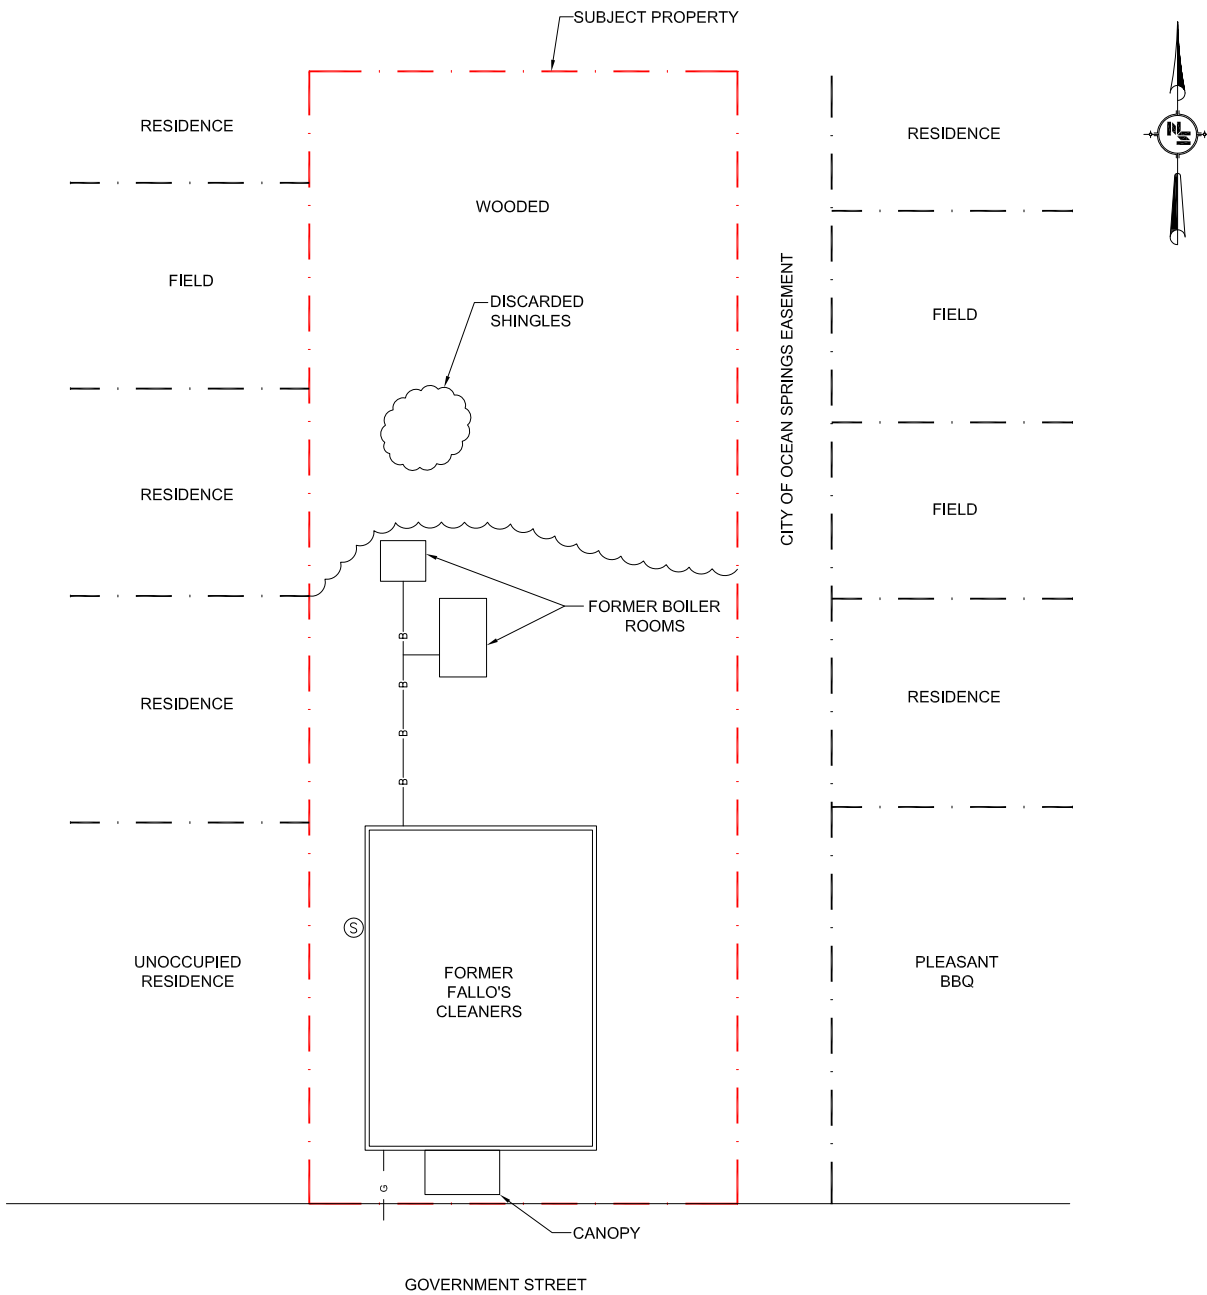 SUBJECT PROPERTY
RESIDENCE
RESIDENCE
NS
WOODED
FIELD
DISCARDED
SHINGLES
FIELD
CITY OF OCEAN SPRINGS EASEMENT
RESIDENCE
FIELD
FORMER BOILER
ROOMS
B
B
B
B
RESIDENCE
RESIDENCE
S
UNOCCUPIED
RESIDENCE
FORMER
FALLO'S
CLEANERS
PLEASANT
BBQ
G
CANOPY
GOVERNMENT STREET